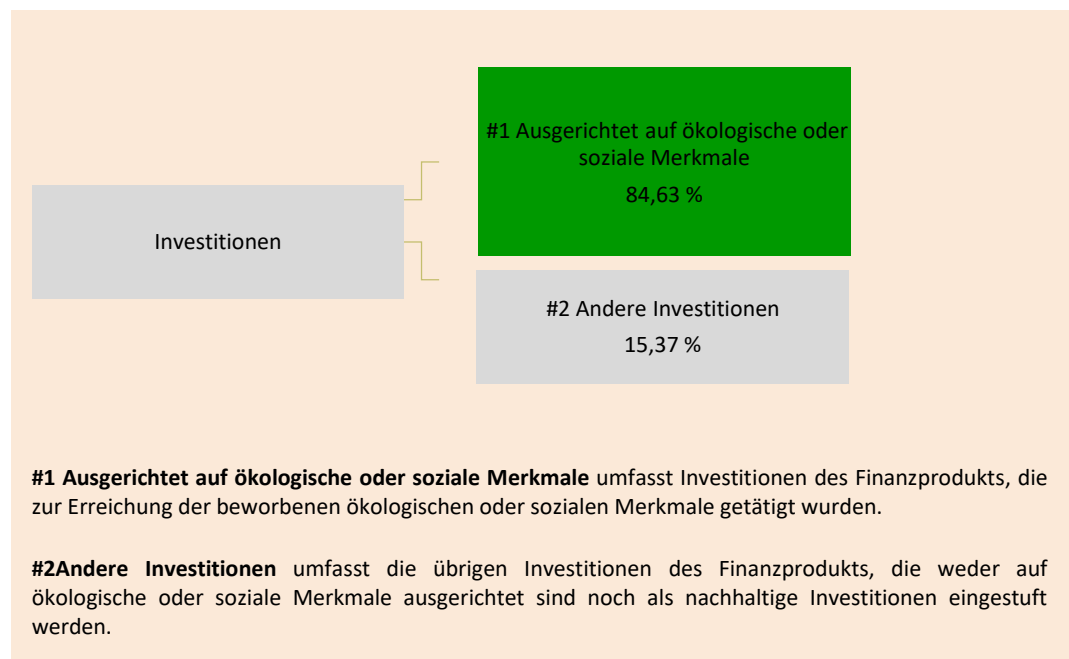 #1 Ausgerichtet auf ökologische oder
soziale Merkmale
84,63 %
Investitionen
#2 Andere Investitionen
15,37 %
#1 Ausgerichtet auf ökologische oder soziale Merkmale umfasst Investitionen des Finanzprodukts, die
zur Erreichung der beworbenen ökologischen oder sozialen Merkmale getätigt wurden.
#2Andere Investitionen umfasst die übrigen Investitionen des Finanzprodukts, die weder auf
ökologische oder soziale Merkmale ausgerichtet sind noch als nachhaltige Investitionen eingestuft
werden.